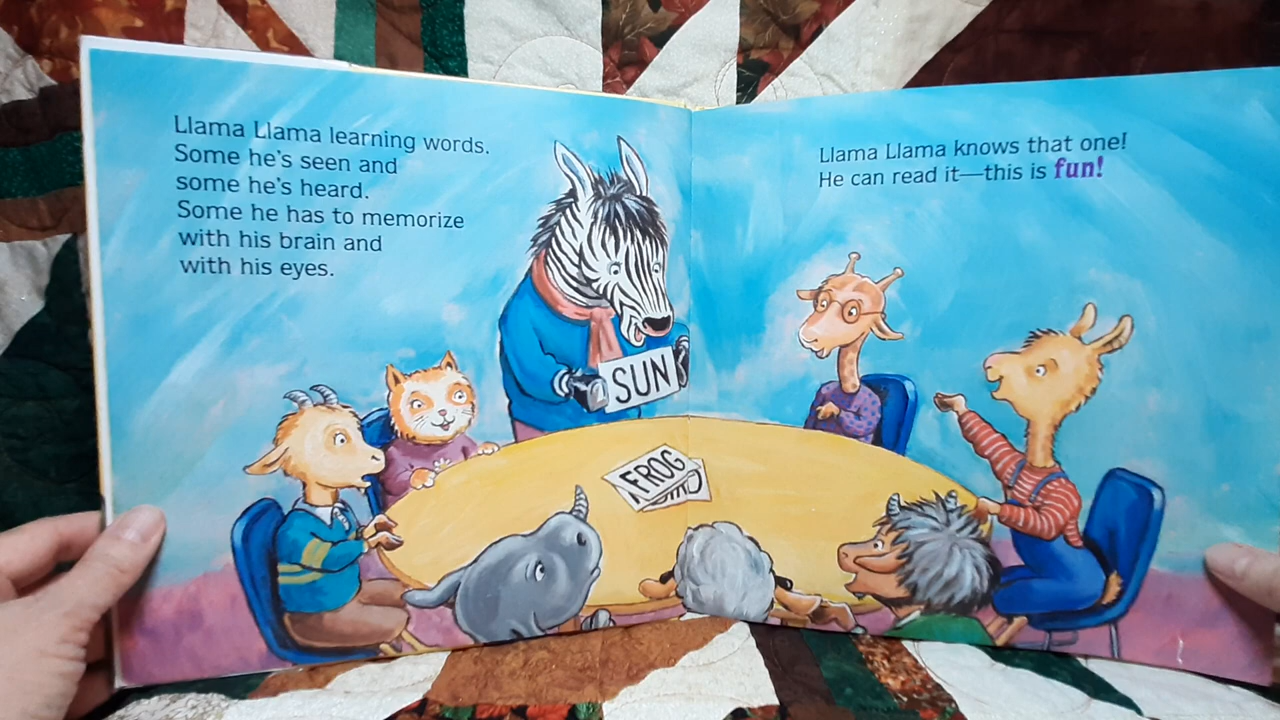 Llama Llama learning words.
Some he's seen and
some he's heard.
Some he has to memorize
with his brain and
with his eyes.
Llama Llama knows that one!
He can read it—this is fun!
SUN
FROG